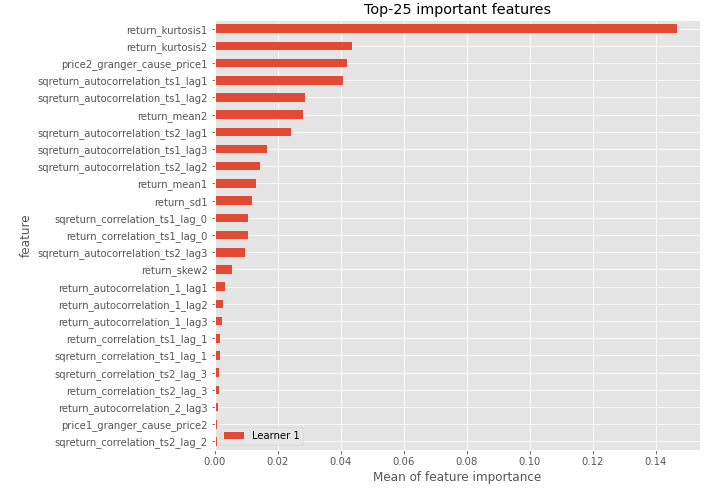 Top-25 important features
return_kurtosis1
return_kurtosis2
price2_granger_cause_price1
sqreturn_autocorrelation_ts1_lag1
sqreturn_autocorrelation_ts1_lag2
return_mean2
sqreturn_autocorrelation_ts2_lag1
sqreturn_autocorrelation_ts1_lag3
sqreturn_autocorrelation_ts2_lag2
return_mean1
return_sd1
sqreturn_correlation_ts1_lag_0
return_correlation_ts1_lag_0
sqreturn_autocorrelation_ts2_lag3
return_skew2
return_autocorrelation_1_lag1
return_autocorrelation_1_lag2
return_autocorrelation_1_lag3
return_correlation_ts1_lag_1
sqreturn_correlation_ts1_lag_1
sqreturn_correlation_ts2_lag_3
return_correlation_ts2_lag_3
return_autocorrelation_2_lag3
price1_granger_cause_price2
sqreturn_correlation_ts2_lag_2
feature
Learner 1
0.00 0.02 0.04 0.06 0.08 0.10 0.12 0.14
Mean of feature importance